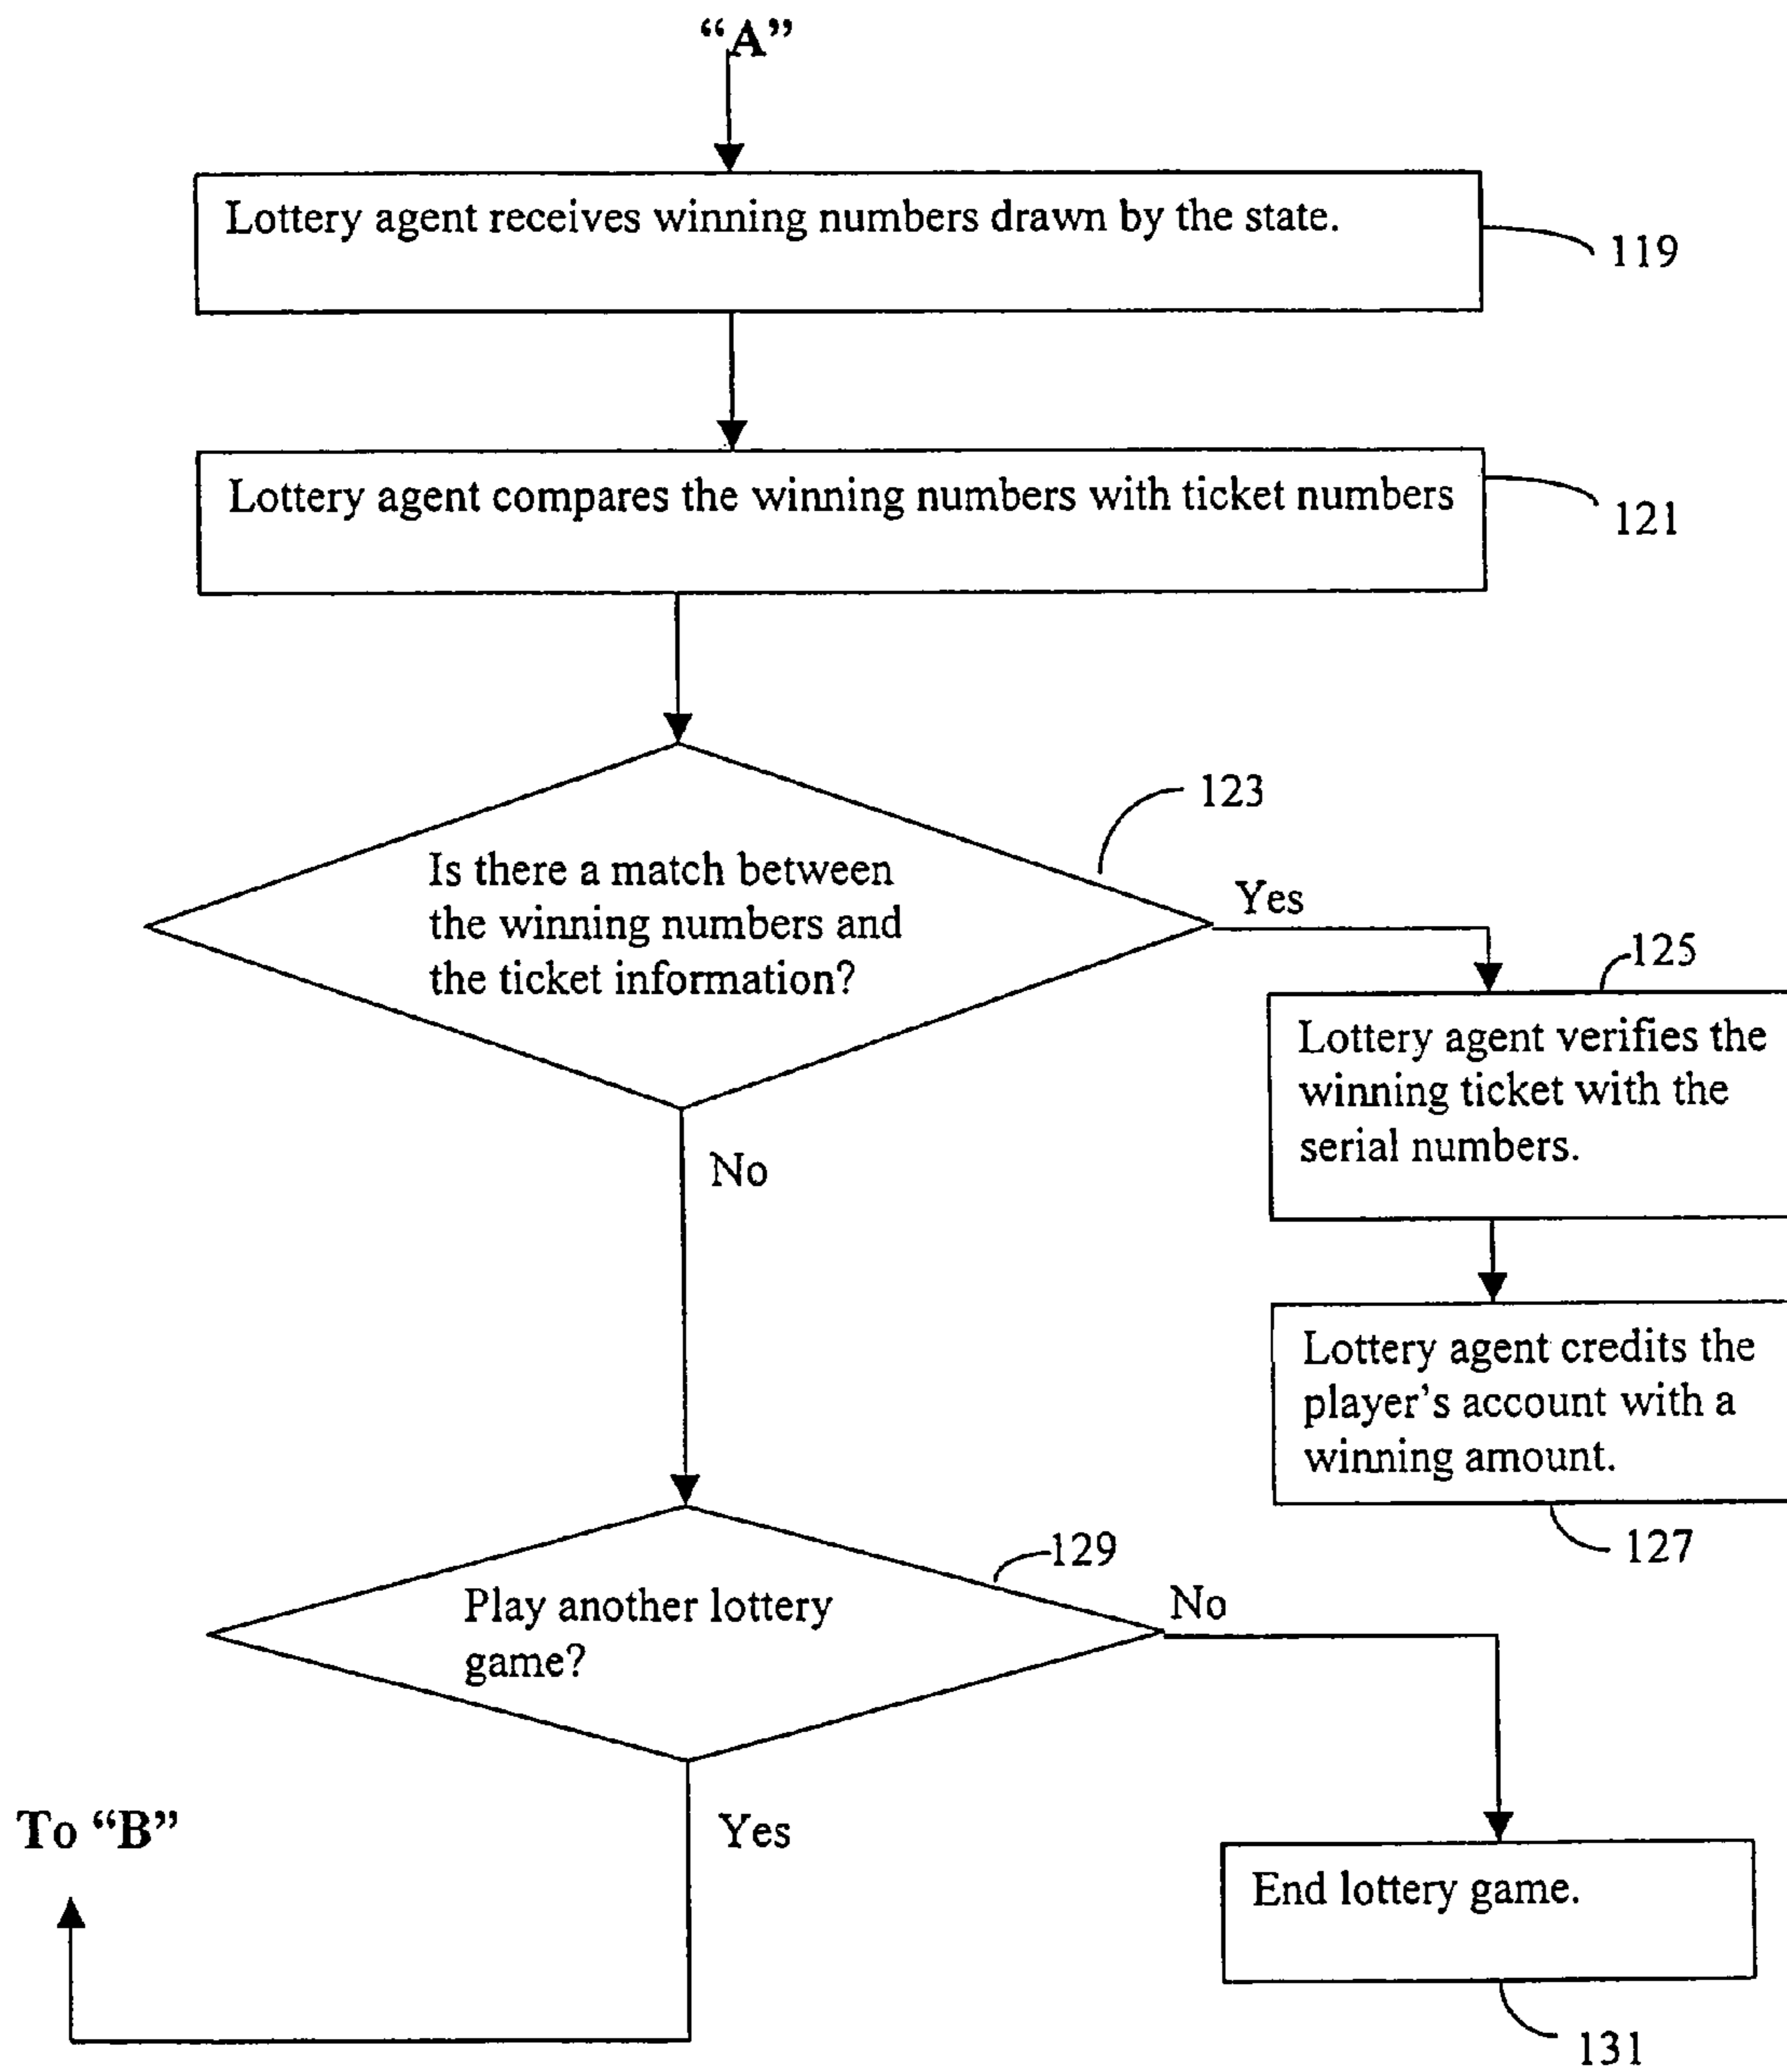 “A”
Lottery agent receives winning numbers drawn by the state.
119
Lottery agent compares the winning numbers with ticket numbers
121
123
Is there a match between
the winning numbers and
the ticket information?
Yes
125
Lottery agent verifies the
winning ticket with the
serial numbers.
No
Lottery agent credits the
player’s account with a
winning amount.
127
129
Play another lottery
game?
No
To “B”
Yes
End lottery game.
131